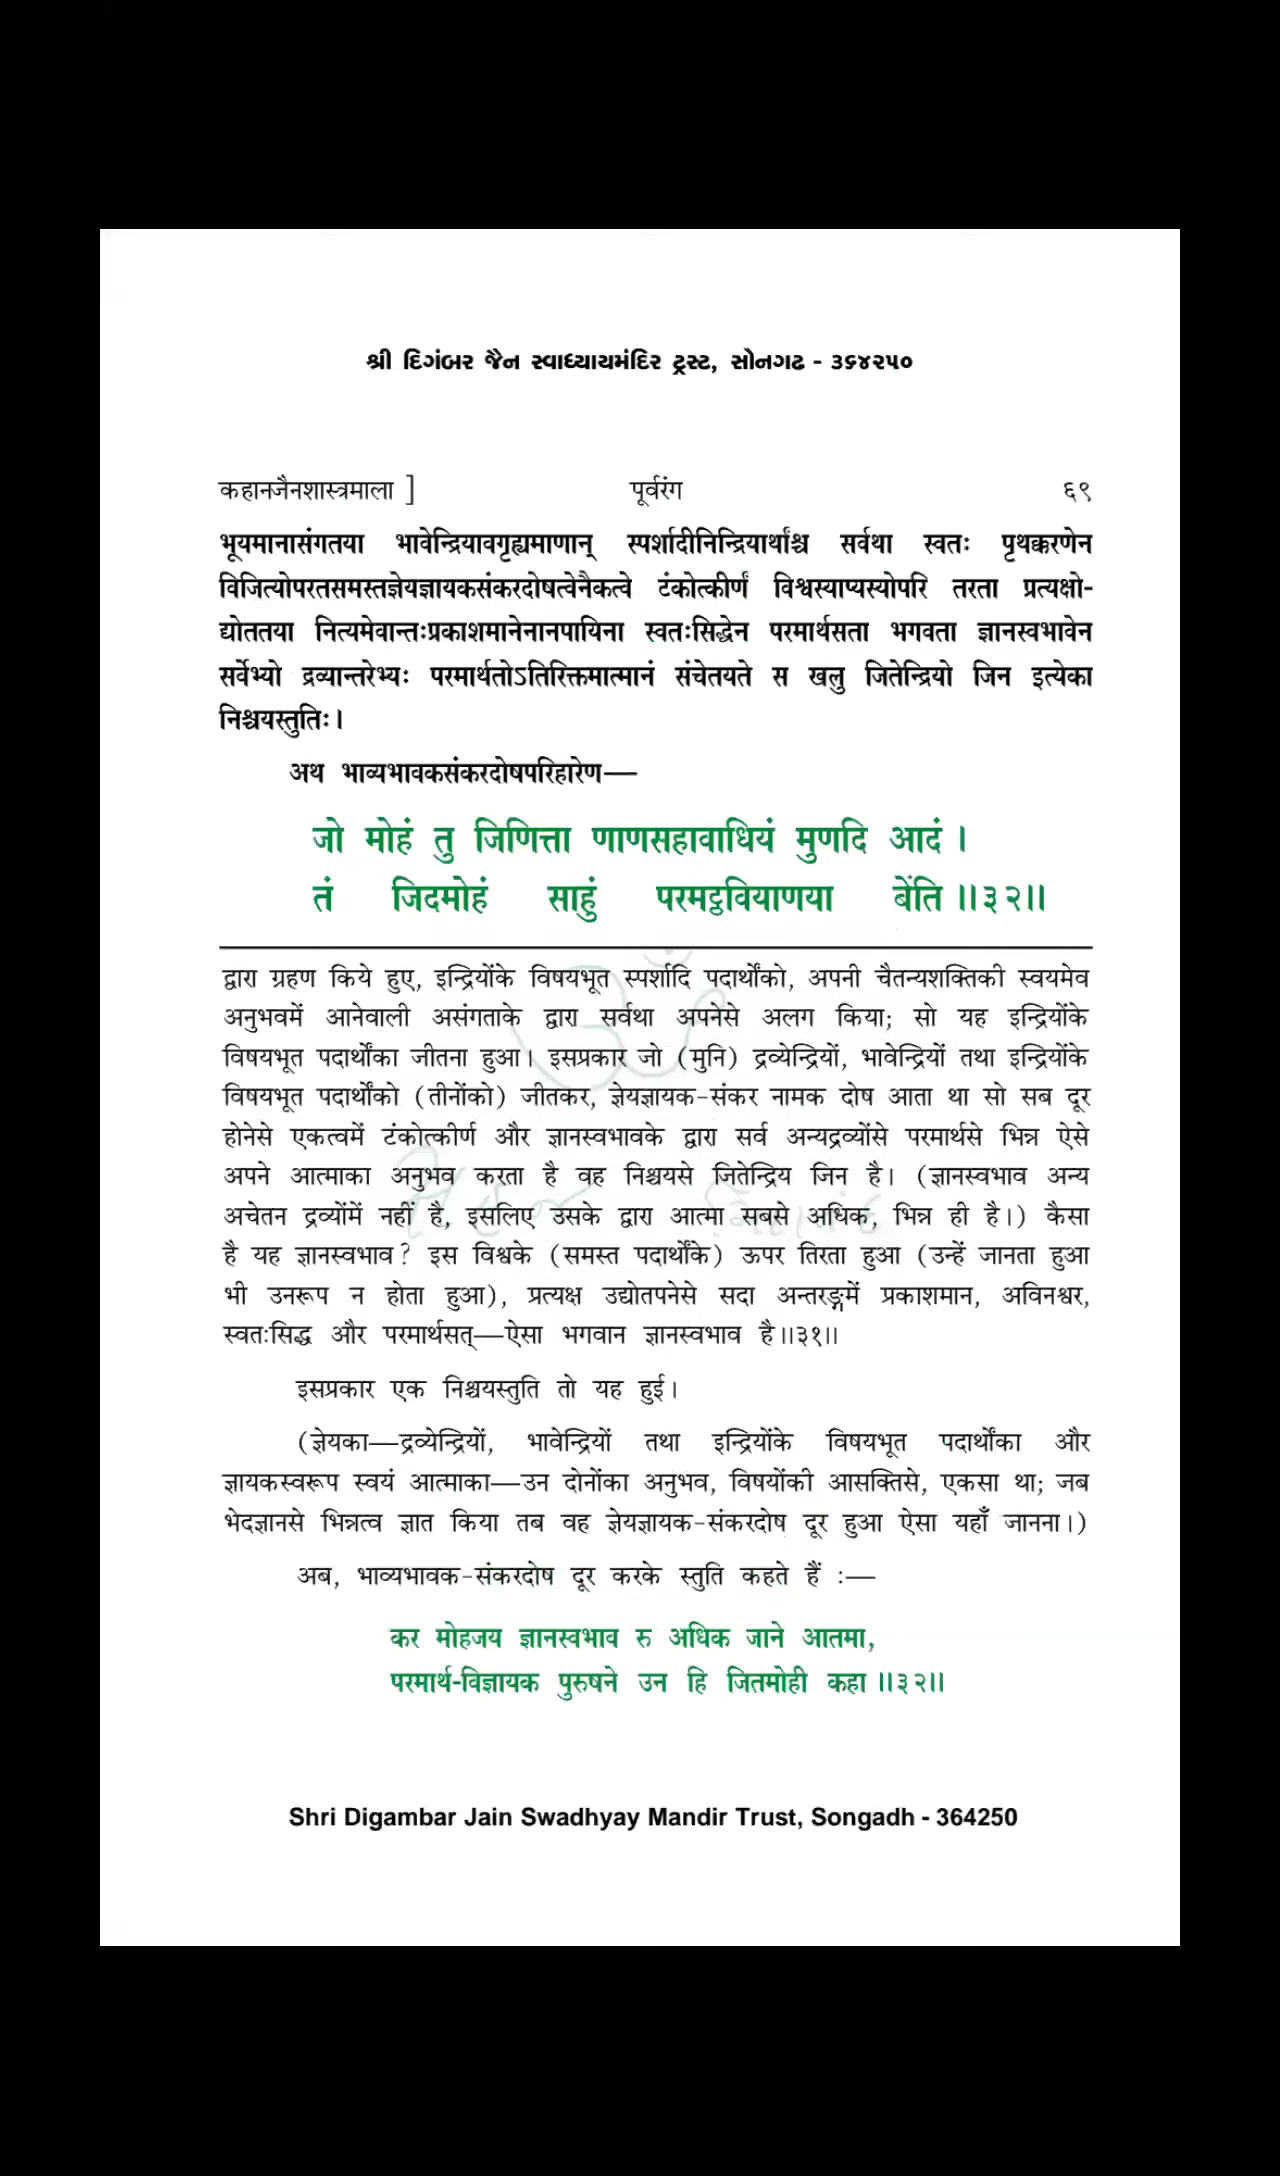 શ્રી દિગંબર જૈન સ્વાધ્યાયમંદિર ટ્રસ્ટ, સોનગઢ - ૩૬૪૨૫૦
कहानजैनशास्त्रमाला ] पूर्वरंग ६९
भूयमानासंगतया भावेन्द्रियावगृह्यमाणान् स्पर्शादीनिन्द्रियार्थांश्च सर्वथा स्वतः पृथक्करणेन
विजित्योपरतसमस्तज्ञेयज्ञायकसंकरदोषत्वेनैकत्वे टंकोत्कीर्णं विश्वस्याप्यस्योपरि तरता प्रत्यक्षो-
द्योततया नित्यमेवान्तःप्रकाशमानेनानपायिना स्वतःसिद्धेन परमार्थसता भगवता ज्ञानस्वभावेन
सर्वेभ्यो द्रव्यान्तरेभ्यः परमार्थतोऽतिरिक्तमात्मानं संचेतयते स खलु जितेन्द्रियो जिन इत्येका
निश्चयस्तुतिः।
अथ भाव्यभावकसंकरदोषपरिहारेण—
जो मोहं तु जिणित्ता णाणसहावाधियं मुणदि आदं ।
तं जिदमोहं साहुं परमट्ठवियाणया बेंति ॥३२॥
द्वारा ग्रहण किये हुए, इन्द्रियोंके विषयभूत स्पर्शादि पदार्थोंको, अपनी चैतन्यशक्तिकी स्वयमेव
अनुभवमें आनेवाली असंगताके द्वारा सर्वथा अपनेसे अलग किया; सो यह इन्द्रियोंके
विषयभूत पदार्थोंका जीतना हुआ। इसप्रकार जो (मुनि) द्रव्येन्द्रियों, भावेन्द्रियों तथा इन्द्रियोंके
विषयभूत पदार्थोंको (तीनोंको) जीतकर, ज्ञेयज्ञायक-संकर नामक दोष आता था सो सब दूर
होनेसे एकत्वमें टंकोत्कीर्ण और ज्ञानस्वभावके द्वारा सर्व अन्यद्रव्योंसे परमार्थसे भिन्न ऐसे
अपने आत्माका अनुभव करता है वह निश्चयसे जितेन्द्रिय जिन है। (ज्ञानस्वभाव अन्य
अचेतन द्रव्योंमें नहीं है, इसलिए उसके द्वारा आत्मा सबसे अधिक, भिन्न ही है।) कैसा
है यह ज्ञानस्वभाव? इस विश्वके (समस्त पदार्थोंके) ऊपर तिरता हुआ (उन्हें जानता हुआ
भी उनरूप न होता हुआ), प्रत्यक्ष उद्योतपनेसे सदा अन्तरङ्गमें प्रकाशमान, अविनश्वर,
स्वतःसिद्ध और परमार्थसत्—ऐसा भगवान ज्ञानस्वभाव है॥३१॥
इसप्रकार एक निश्चयस्तुति तो यह हुई।
(ज्ञेयका—द्रव्येन्द्रियों, भावेन्द्रियों तथा इन्द्रियोंके विषयभूत पदार्थोंका और
ज्ञायकस्वरूप स्वयं आत्माका—उन दोनोंका अनुभव, विषयोंकी आसक्तिसे, एकसा था; जब
भेदज्ञानसे भिन्नत्व ज्ञात किया तब वह ज्ञेयज्ञायक-संकरदोष दूर हुआ ऐसा यहाँ जानना।)
अब, भाव्यभावक-संकरदोष दूर करके स्तुति कहते हैं :—
कर मोहजय ज्ञानस्वभाव रु अधिक जाने आतमा,
परमार्थ-विज्ञायक पुरुषने उन हि जितमोही कहा ॥३२॥
Shri Digambar Jain Swadhyay Mandir Trust, Songadh - 364250